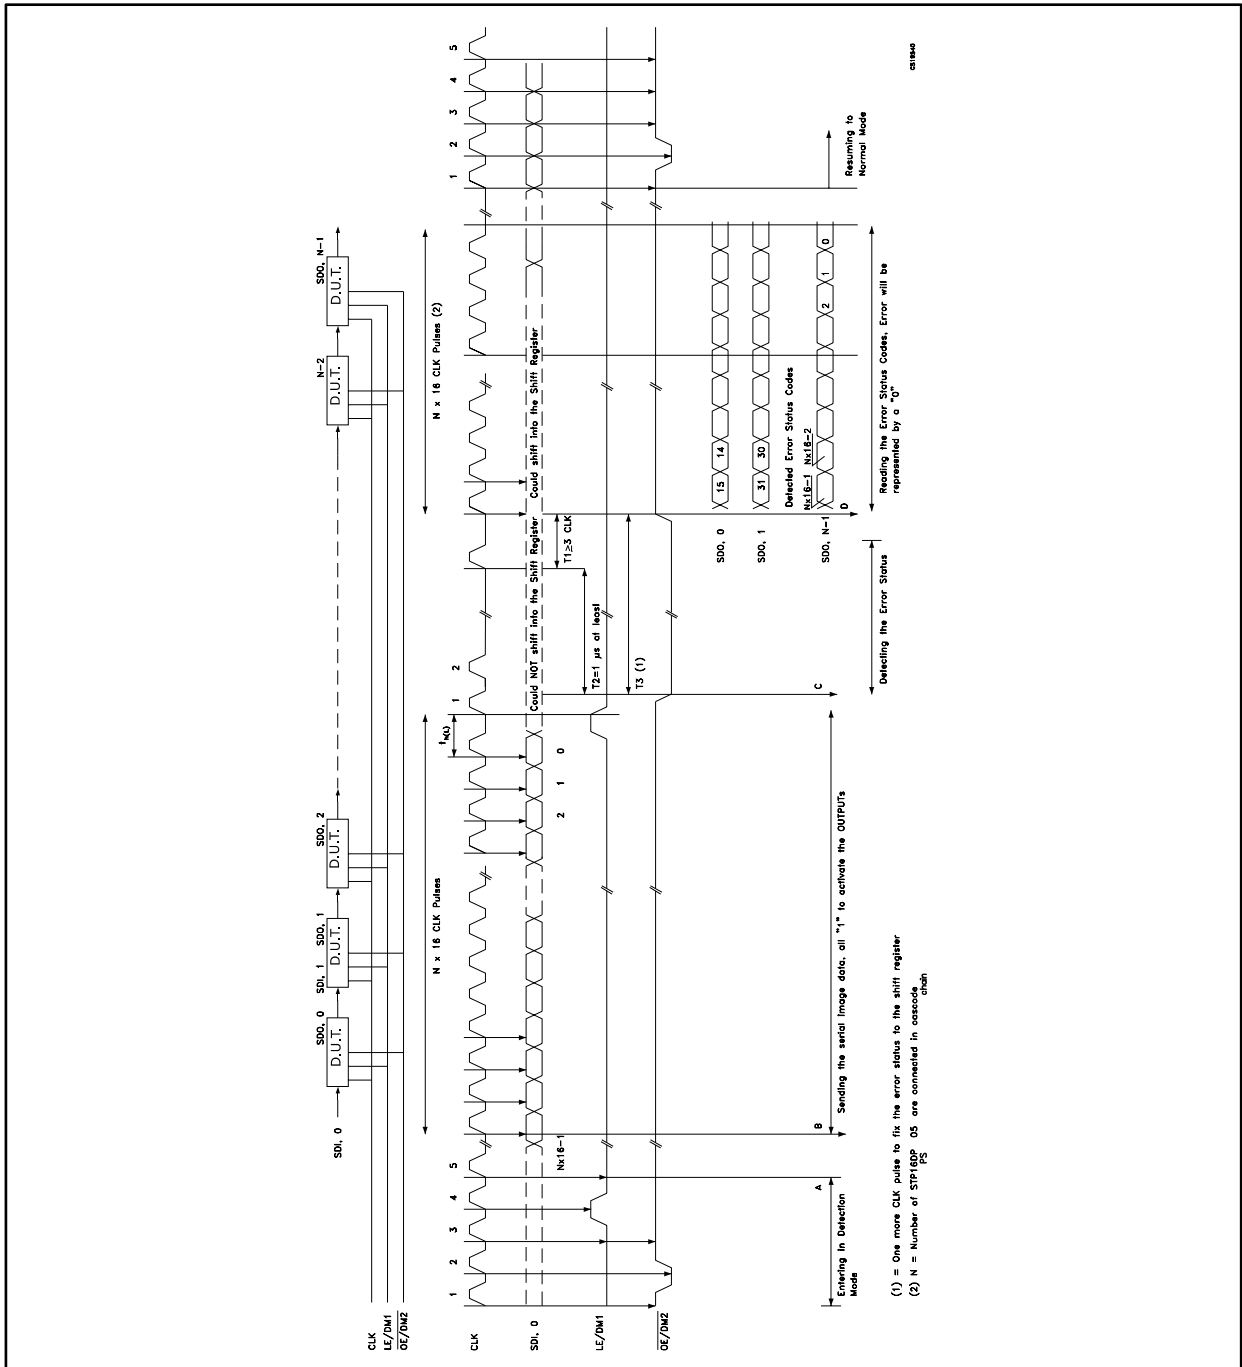 SDI, 0
D.U.T.
SDO, 0
SDI, 1
D.U.T.
SDO, 1
D.U.T.
SDO, 2
D.U.T.
N-2
D.U.T.
SDO, N-1
CLK
LE/DM1
OE/DM2
N x 16 CLK Pulses
N x 16 CLK Pulses (2)
CLK
1 2 3 4 5
1 2
1 2 3 4 5
tH(L)
SDI, 0
Could NOT shift into the Shift Register
Could shift into the Shift Register
Nx16-1
2 1 0
T1≥3 CLK
LE/DM1
T2=1 µs at least
T3 (1)
OE/DM2
SDO, 0
15 14
SDO, 1
31 30
Detected Error Status Codes
Nx16-1 Nx16-2
SDO, N-1
2 1 0
A
B
C
D
Entering In Detection
Mode
Sending the serial image data, all "1" to activate the OUTPUTs
Detecting the Error Status
Reading the Error Status Codes, Error will be
represented by a "0"
Resuming to
Normal Mode
(1) = One more CLK pulse to fix the error status to the shift register
(2) N = Number of STP16DP PS 05 are connected in cascode chain
CS18840